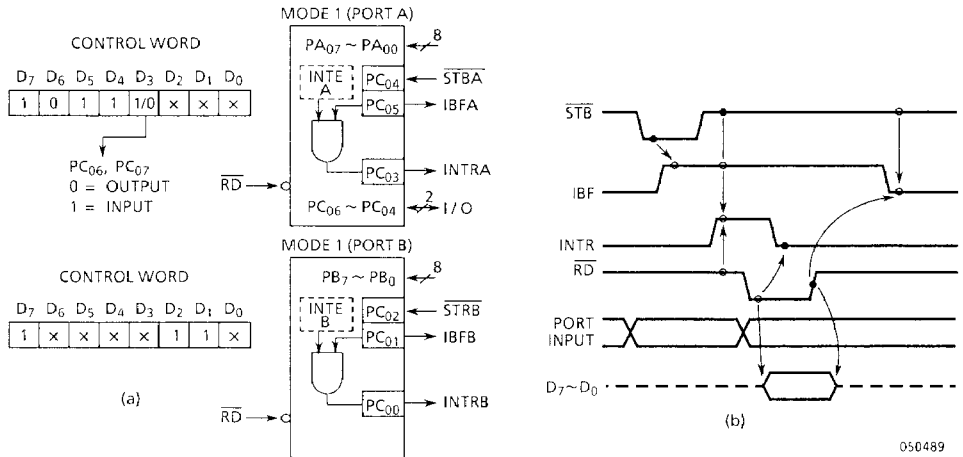 MODE 1 (PORT A)
CONTROL WORD
D7 D6 D5 D4 D3 D2 D1 D0
1 0 1 1 1/0 × × ×
PC06, PC07
0 = OUTPUT
1 = INPUT
PA07 ~ PA00
8
INTE
A
PC04
STBA
PC05
IBFA
PC03
INTRA
RD
PC06 ~ PC04
2
I/O
MODE 1 (PORT B)
CONTROL WORD
D7 D6 D5 D4 D3 D2 D1 D0
1 × × × × 1 1 ×
(a)
PB7 ~ PB0
8
INTE
B
PC02
STRB
PC01
IBFB
PC00
INTRB
RD
STB
IBF
INTR
RD
PORT
INPUT
D7~D0
(b)
050489